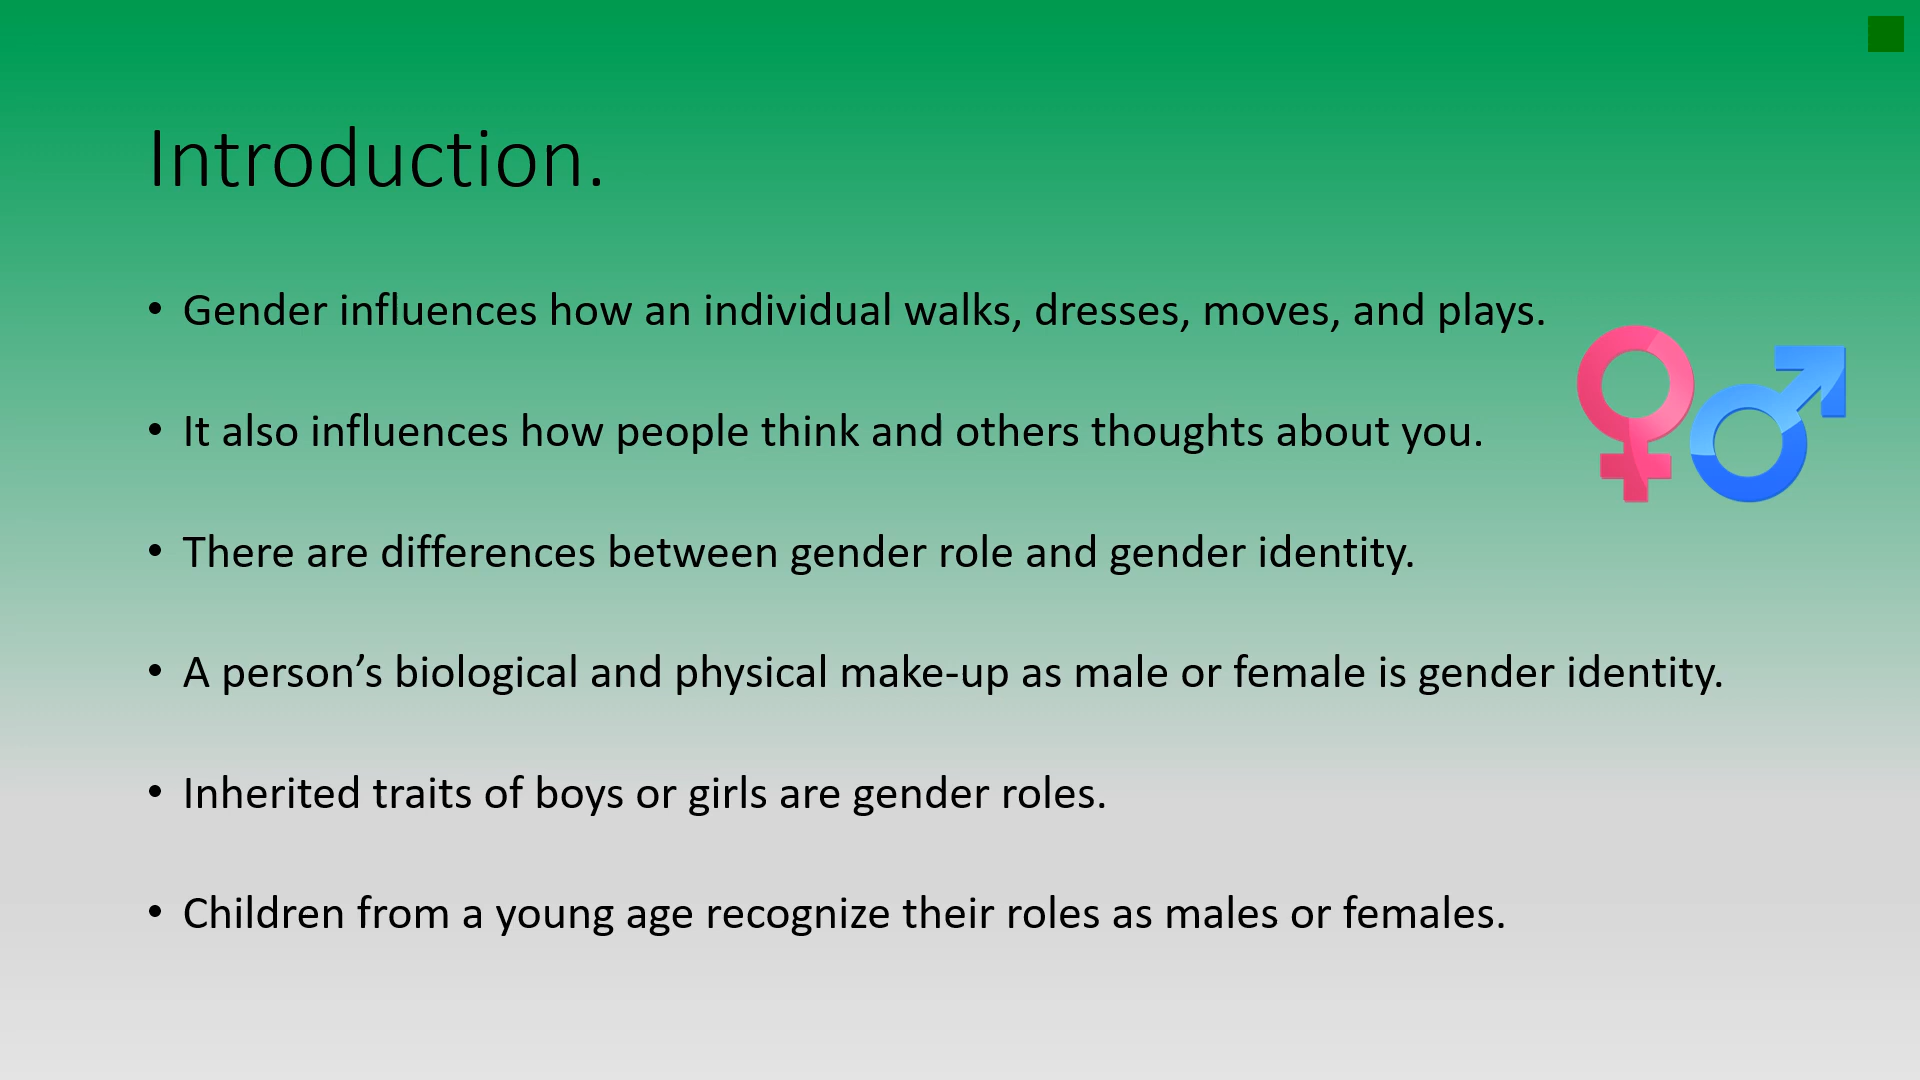 Introduction.
• Gender influences how an individual walks, dresses, moves, and plays.
• It also influences how people think and others thoughts about you.
• There are differences between gender role and gender identity.
• A person’s biological and physical make-up as male or female is gender identity.
• Inherited traits of boys or girls are gender roles.
• Children from a young age recognize their roles as males or females.